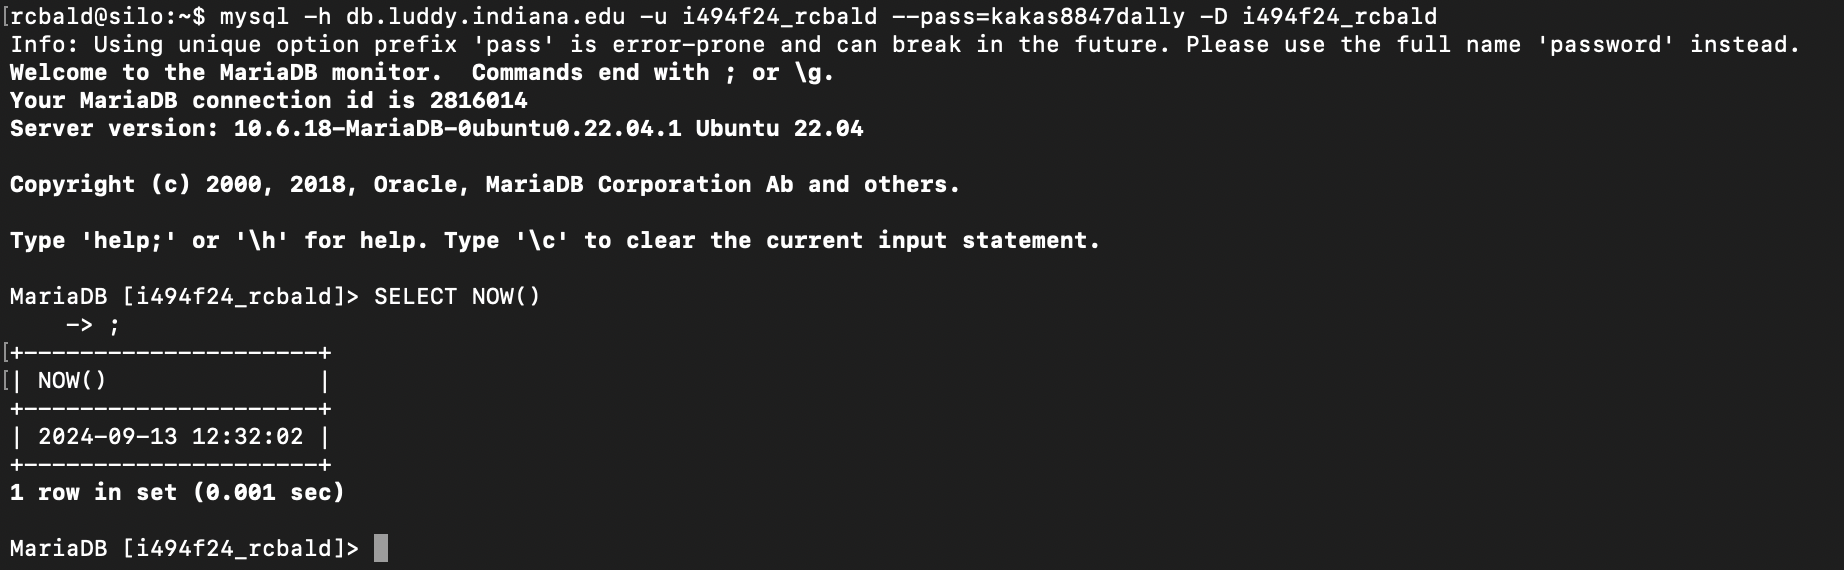 [rcbald@silo:~$ mysql -h db.luddy.indiana.edu -u i494f24_rcbald --pass=kakas8847dally -D i494f24_rcbald
Info: Using unique option prefix 'pass' is error-prone and can break in the future. Please use the full name 'password' instead.
Welcome to the MariaDB monitor.  Commands end with ; or \g.
Your MariaDB connection id is 2816014
Server version: 10.6.18-MariaDB-0ubuntu0.22.04.1 Ubuntu 22.04

Copyright (c) 2000, 2018, Oracle, MariaDB Corporation Ab and others.

Type 'help;' or '\h' for help. Type '\c' to clear the current input statement.

MariaDB [i494f24_rcbald]> SELECT NOW()
    -> ;
[+---------------------+
[| NOW()               |
+---------------------+
| 2024-09-13 12:32:02 |
+---------------------+
1 row in set (0.001 sec)

MariaDB [i494f24_rcbald]>